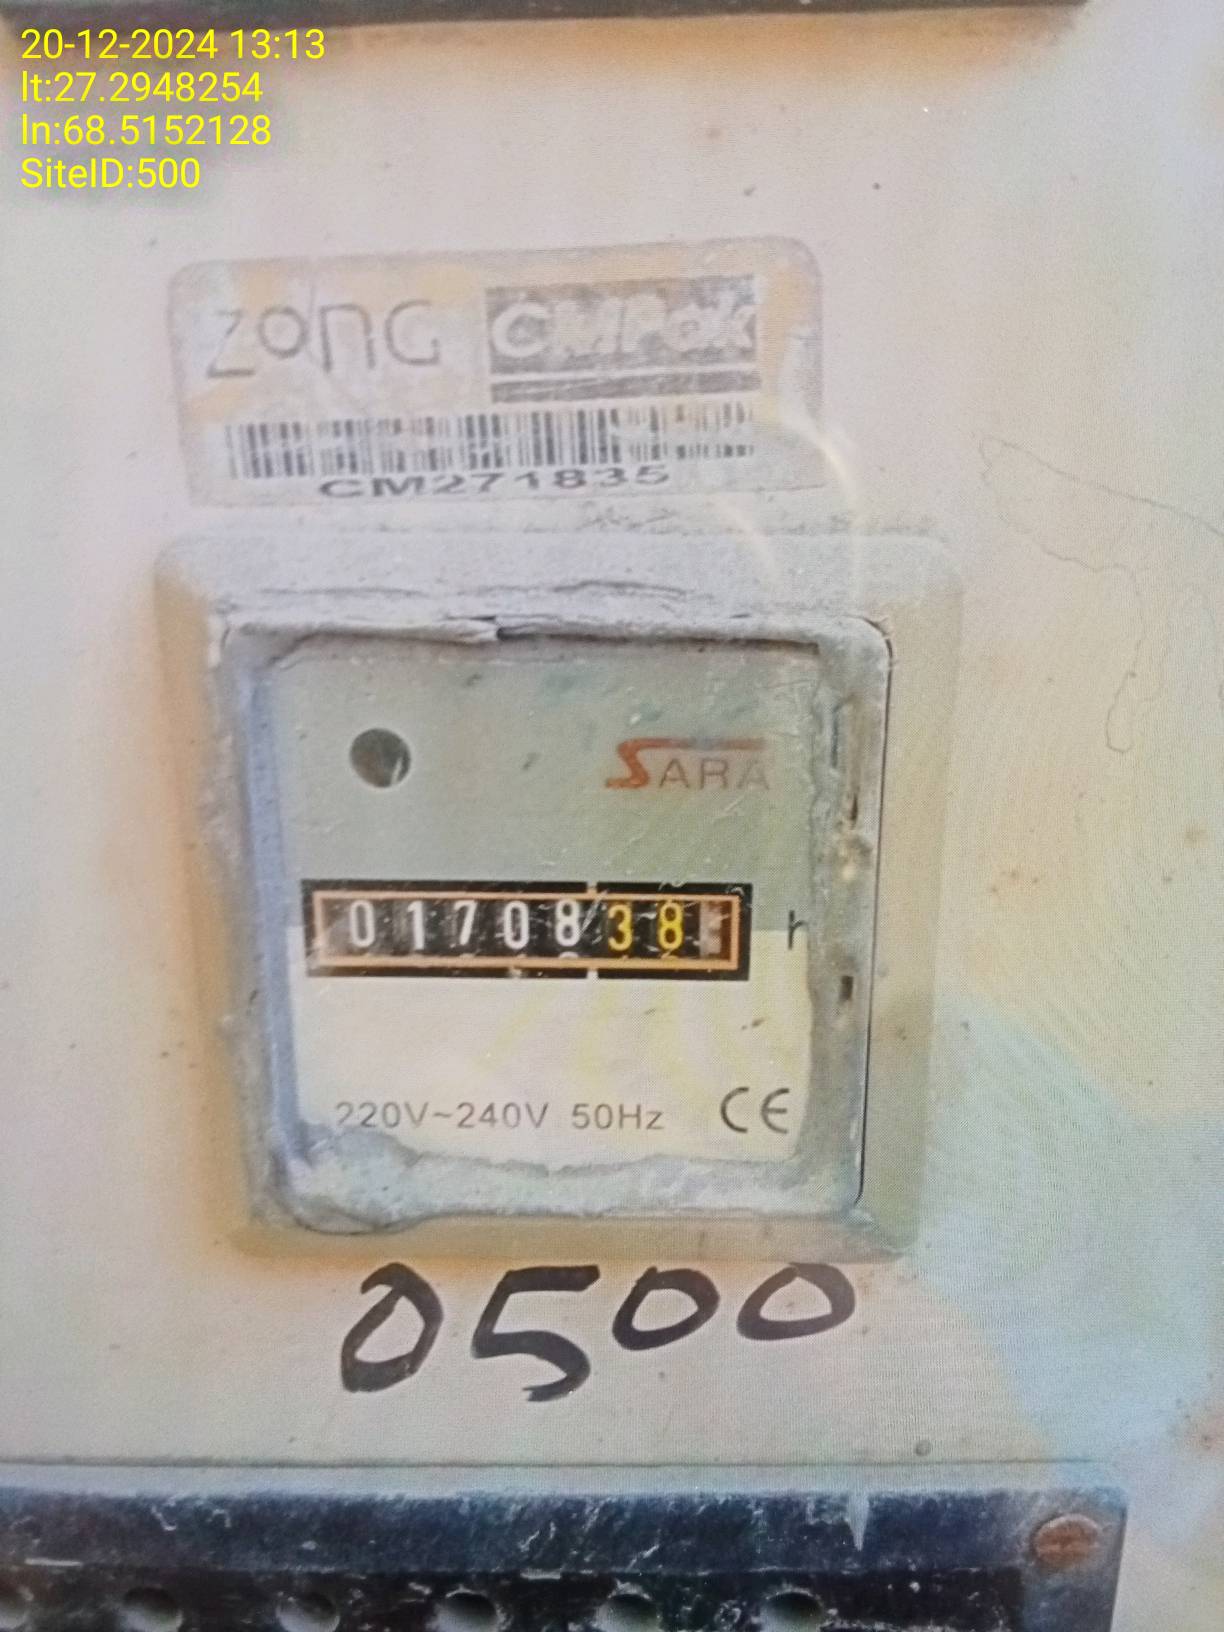 20-12-2024 13:13
lt:27.2948254
ln:68.5152128
SiteID:500
zong CMPak
CM271835
SARA
0170838
h
220V~240V 50Hz CE
0500